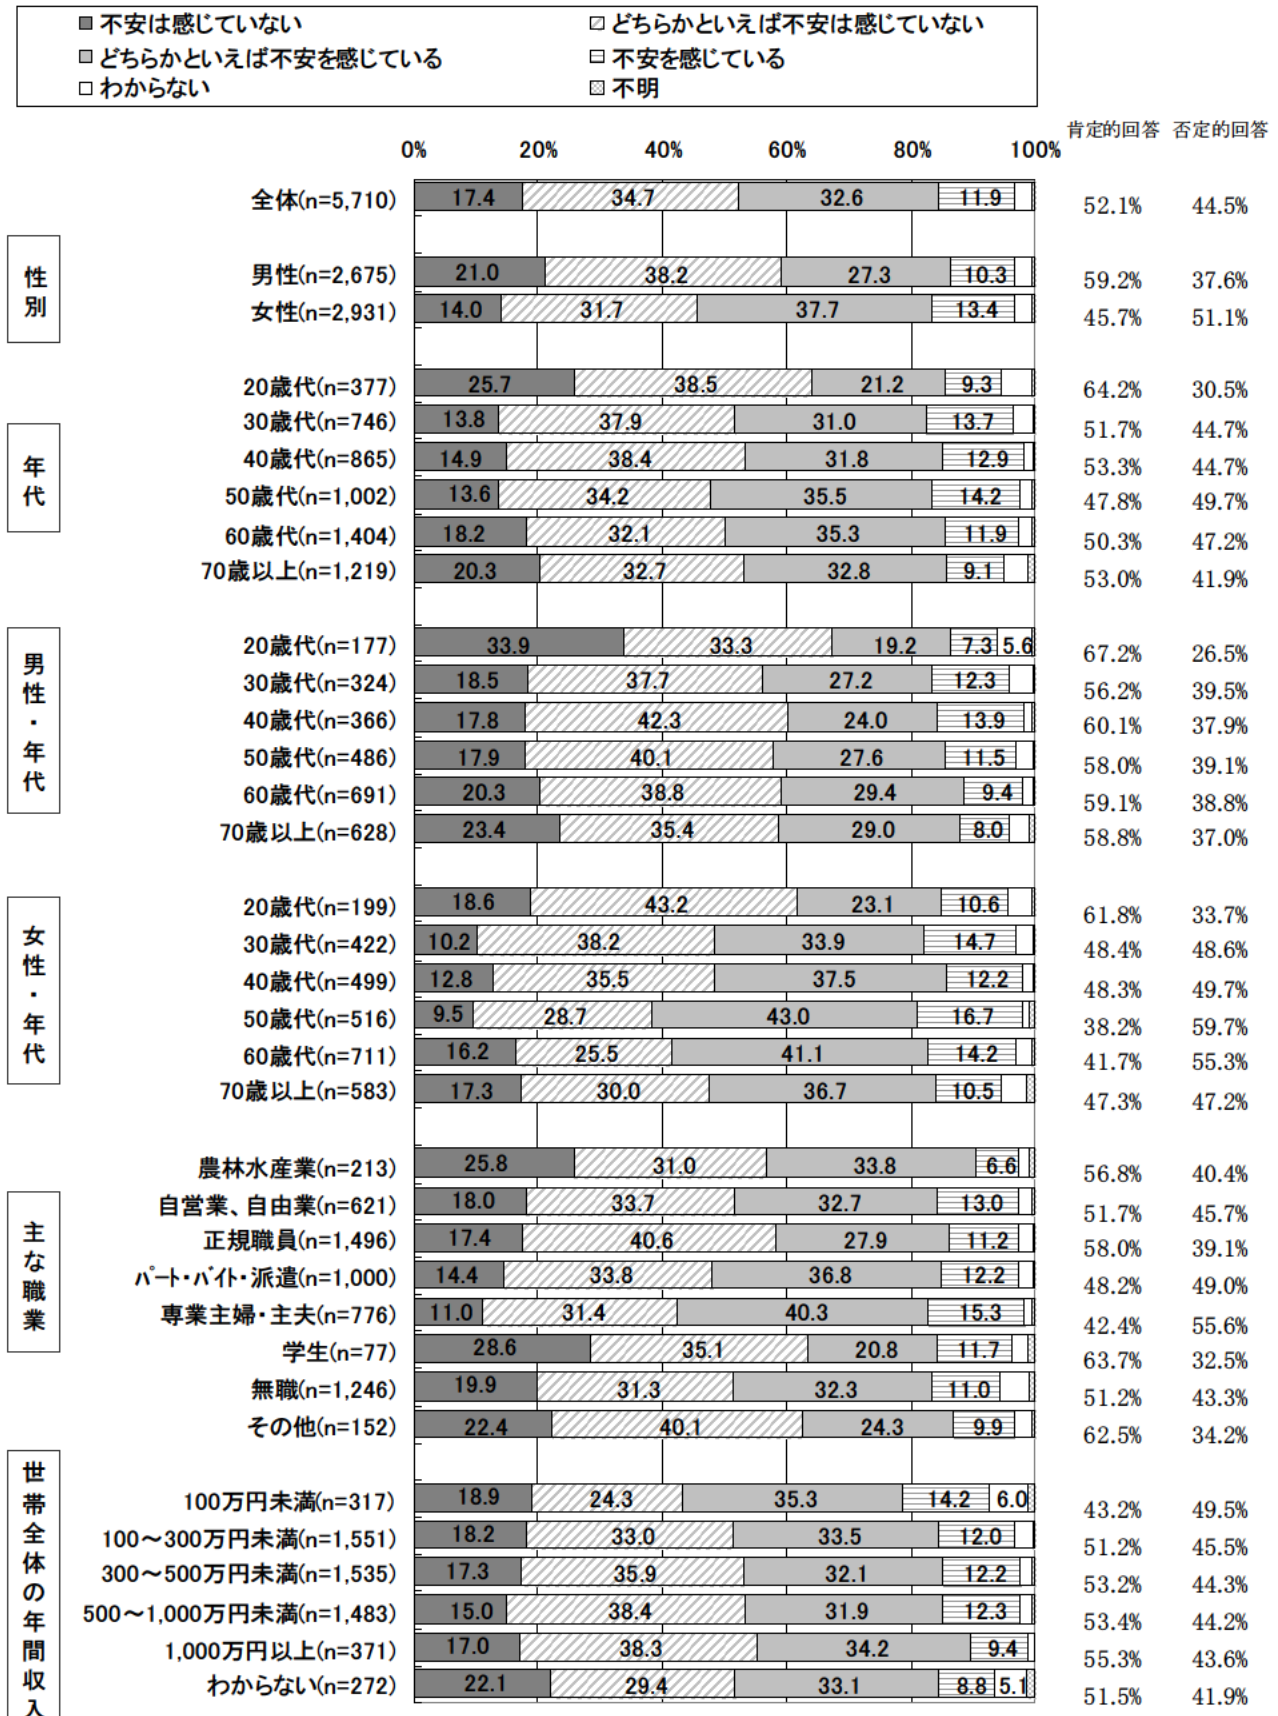 不安は感じていない どちらかといえば不安は感じていない
どちらかといえば不安を感じている 不安を感じている
わからない 不明
肯定的回答 否定的回答
0% 20% 40% 60% 80% 100%
全体(n=5,710) 17.4 34.7 32.6 11.9 52.1% 44.5%
性別
男性(n=2,675) 21.0 38.2 27.3 10.3 59.2% 37.6%
女性(n=2,931) 14.0 31.7 37.7 13.4 45.7% 51.1%
年代
20歳代(n=377) 25.7 38.5 21.2 9.3 64.2% 30.5%
30歳代(n=746) 13.8 37.9 31.0 13.7 51.7% 44.7%
40歳代(n=865) 14.9 38.4 31.8 12.9 53.3% 44.7%
50歳代(n=1,002) 13.6 34.2 35.5 14.2 47.8% 49.7%
60歳代(n=1,404) 18.2 32.1 35.3 11.9 50.3% 47.2%
70歳以上(n=1,219) 20.3 32.7 32.8 9.1 53.0% 41.9%
男性・年代
20歳代(n=177) 33.9 33.3 19.2 7.3 5.6 67.2% 26.5%
30歳代(n=324) 18.5 37.7 27.2 12.3 56.2% 39.5%
40歳代(n=366) 17.8 42.3 24.0 13.9 60.1% 37.9%
50歳代(n=486) 17.9 40.1 27.6 11.5 58.0% 39.1%
60歳代(n=691) 20.3 38.8 29.4 9.4 59.1% 38.8%
70歳以上(n=628) 23.4 35.4 29.0 8.0 58.8% 37.0%
女性・年代
20歳代(n=199) 18.6 43.2 23.1 10.6 61.8% 33.7%
30歳代(n=422) 10.2 38.2 33.9 14.7 48.4% 48.6%
40歳代(n=499) 12.8 35.5 37.5 12.2 48.3% 49.7%
50歳代(n=516) 9.5 28.7 43.0 16.7 38.2% 59.7%
60歳代(n=711) 16.2 25.5 41.1 14.2 41.7% 55.3%
70歳以上(n=583) 17.3 30.0 36.7 10.5 47.3% 47.2%
主な職業
農林水産業(n=213) 25.8 31.0 33.8 6.6 56.8% 40.4%
自営業、自由業(n=621) 18.0 33.7 32.7 13.0 51.7% 45.7%
正規職員(n=1,496) 17.4 40.6 27.9 11.2 58.0% 39.1%
パート・バイト・派遣(n=1,000) 14.4 33.8 36.8 12.2 48.2% 49.0%
専業主婦・主夫(n=776) 11.0 31.4 40.3 15.3 42.4% 55.6%
学生(n=77) 28.6 35.1 20.8 11.7 63.7% 32.5%
無職(n=1,246) 19.9 31.3 32.3 11.0 51.2% 43.3%
その他(n=152) 22.4 40.1 24.3 9.9 62.5% 34.2%
世帯全体の年間収入
100万円未満(n=317) 18.9 24.3 35.3 14.2 6.0 43.2% 49.5%
100～300万円未満(n=1,551) 18.2 33.0 33.5 12.0 51.2% 45.5%
300～500万円未満(n=1,535) 17.3 35.9 32.1 12.2 53.2% 44.3%
500～1,000万円未満(n=1,483) 15.0 38.4 31.9 12.3 53.4% 44.2%
1,000万円以上(n=371) 17.0 38.3 34.2 9.4 55.3% 43.6%
わからない(n=272) 22.1 29.4 33.1 8.8 5.1 51.5% 41.9%